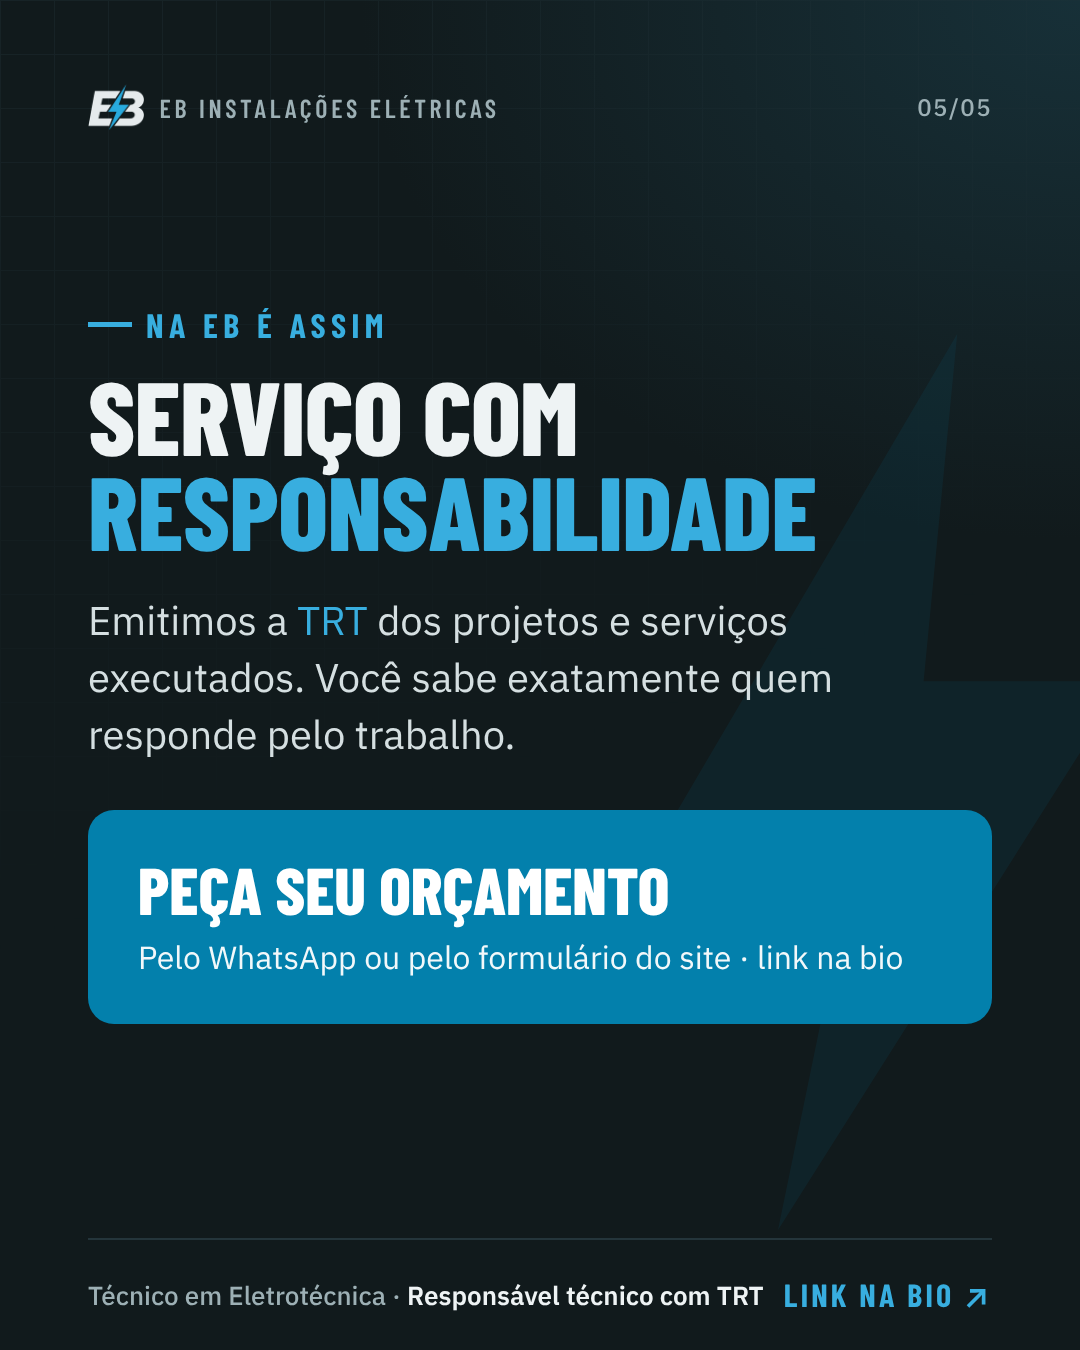 EB EB INSTALAÇÕES ELÉTRICAS
05/05
NA EB É ASSIM
SERVIÇO COM
RESPONSABILIDADE
Emitimos a TRT dos projetos e serviços
executados. Você sabe exatamente quem
responde pelo trabalho.
PEÇA SEU ORÇAMENTO
Pelo WhatsApp ou pelo formulário do site · link na bio
Técnico em Eletrotécnica · Responsável técnico com TRT
LINK NA BIO ↗